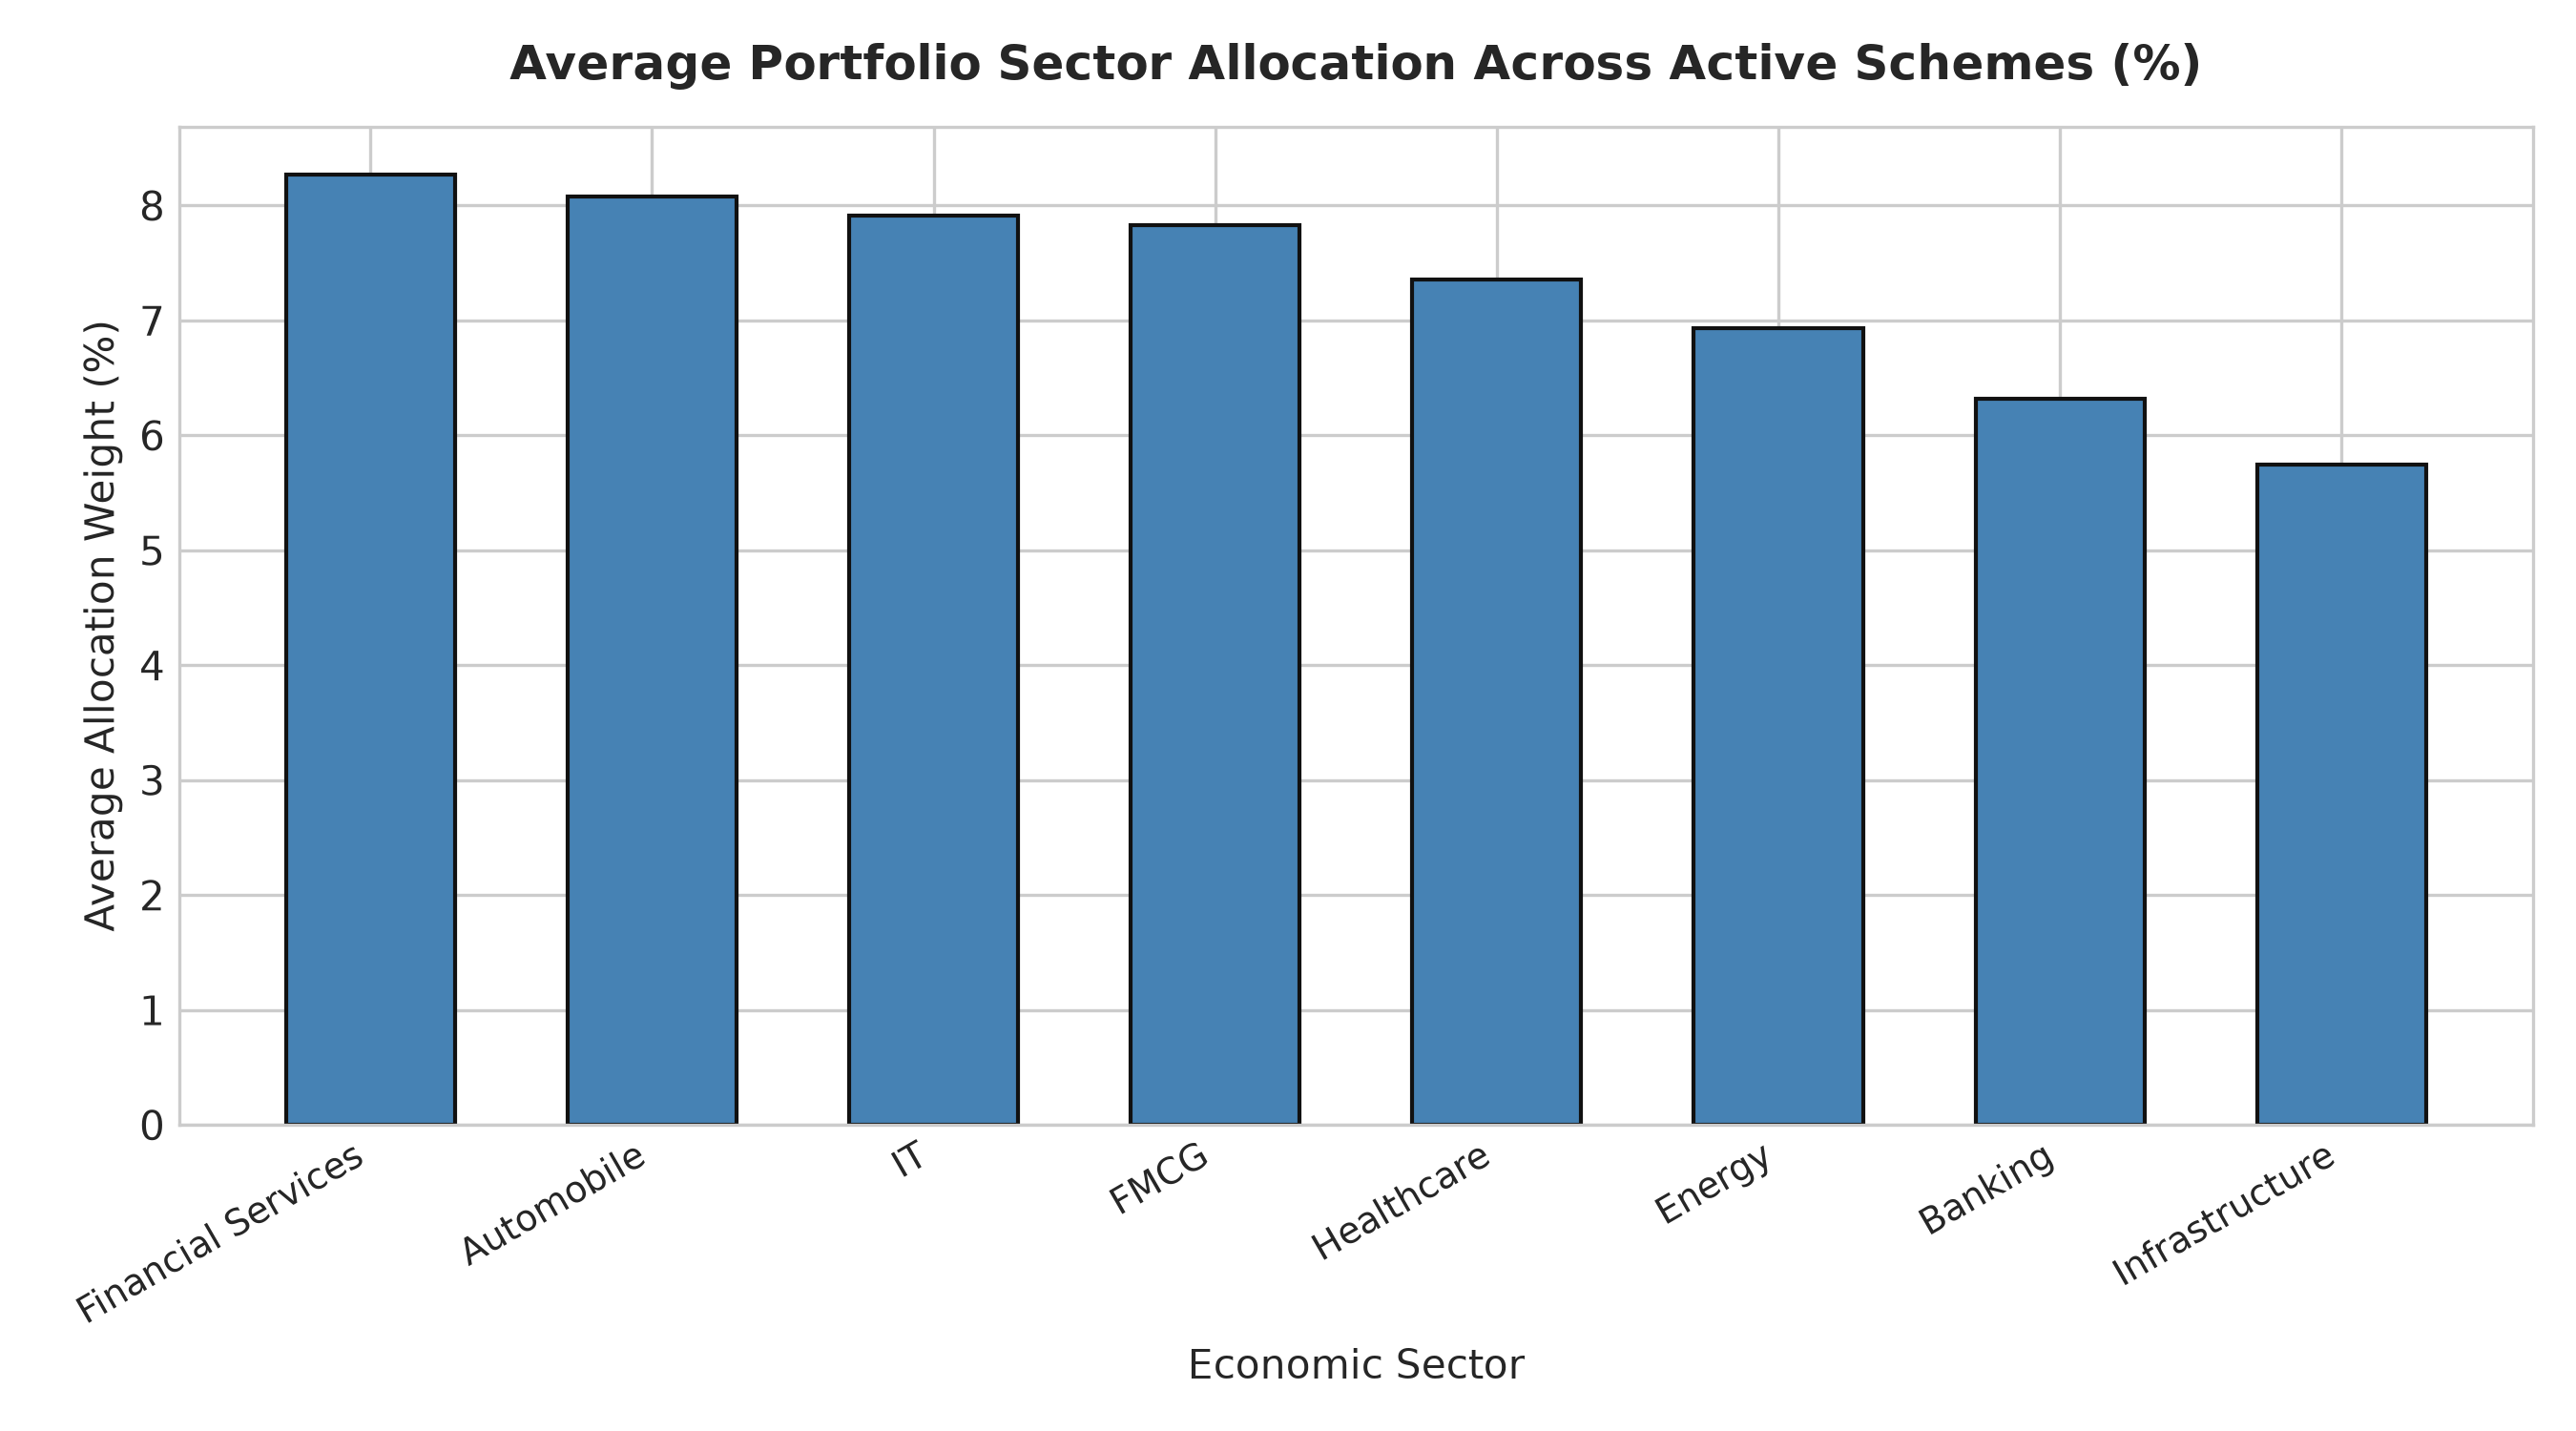 Average Portfolio Sector Allocation Across Active Schemes (%)
Average Allocation Weight (%)
8
7
6
5
4
3
2
1
0
Financial Services
Automobile
IT
FMCG
Healthcare
Energy
Banking
Infrastructure
Economic Sector